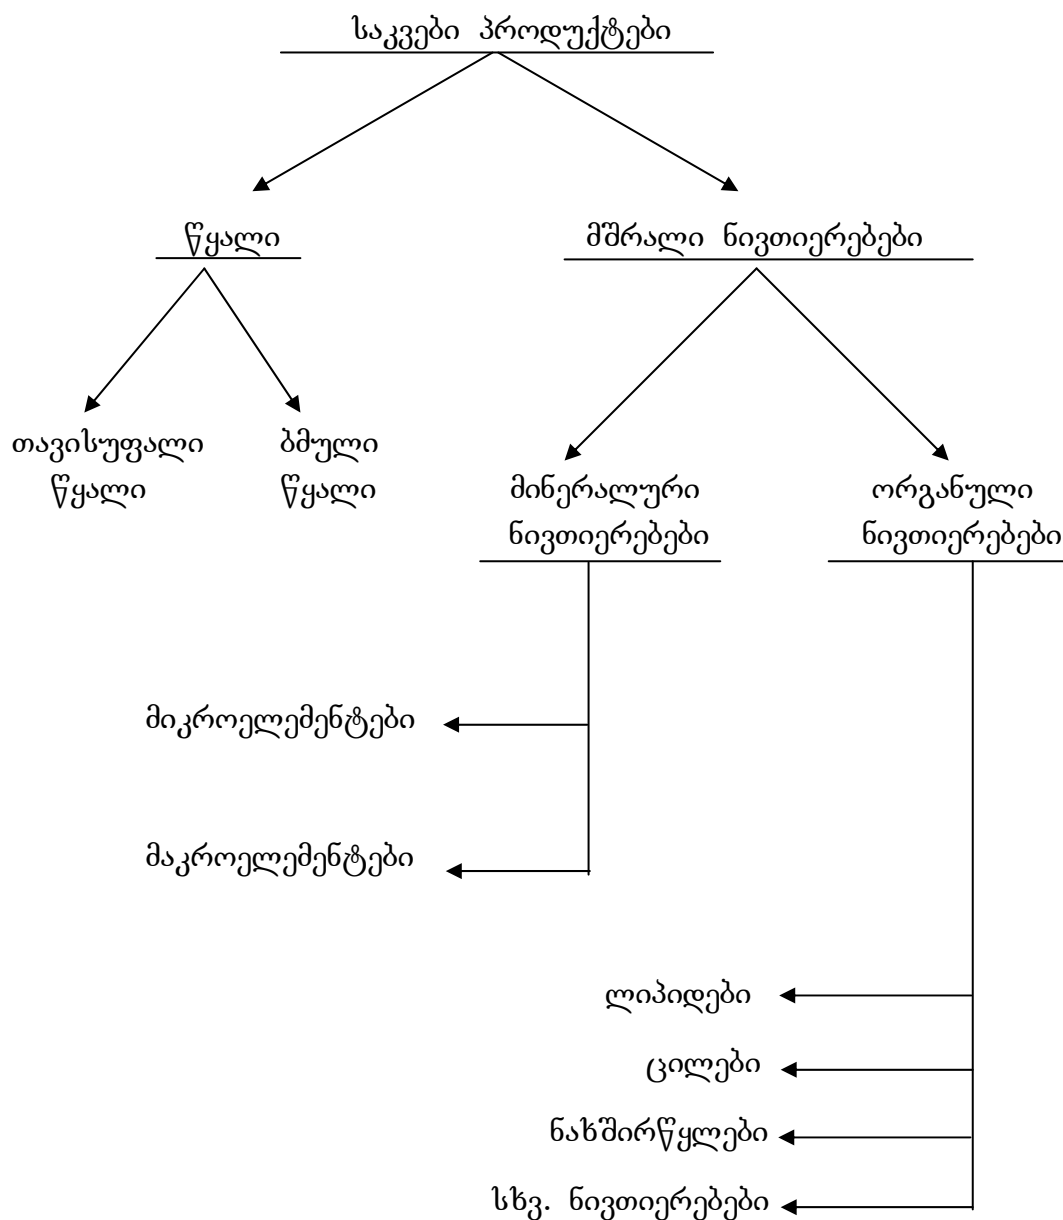 საკვები პროდუქტები
წყალი
მშრალი ნივთიერებები
თავისუფალი
წყალი
ბმული
წყალი
მინერალური
ნივთიერებები
ორგანული
ნივთიერებები
მიკროელემენტები
მაკროელემენტები
ლიპიდები
ცილები
ნახშირწყლები
სხვ. ნივთიერებები